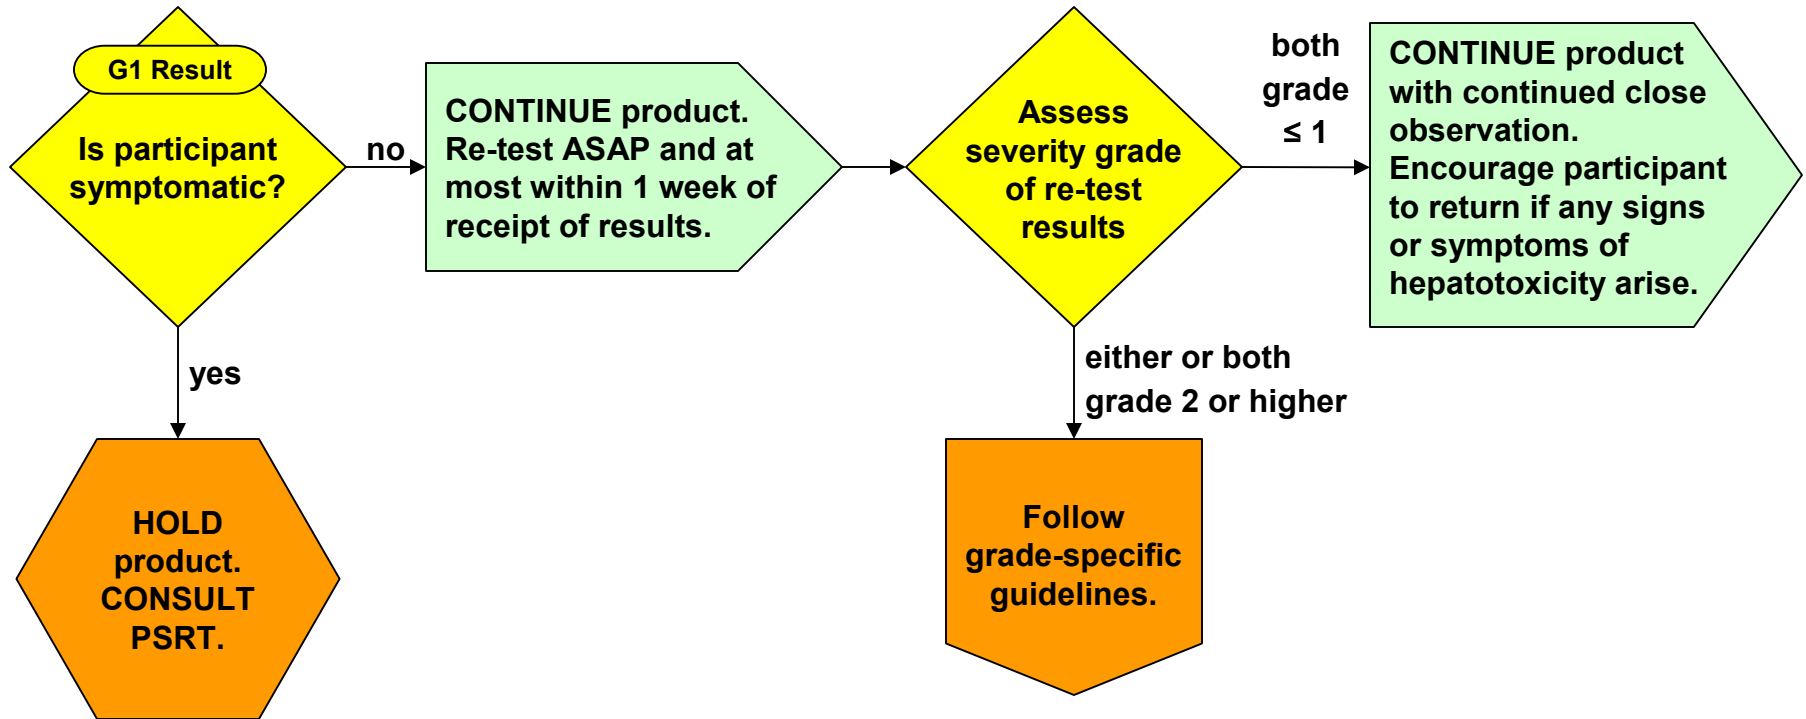 G1 Result
Is participant
symptomatic?
no
CONTINUE product.
Re-test ASAP and at
most within 1 week of
receipt of results.
Assess
severity grade
of re-test
results
both
grade
≤ 1
CONTINUE product
with continued close
observation.
Encourage participant
to return if any signs
or symptoms of
hepatotoxicity arise.
yes
either or both
grade 2 or higher
HOLD
product.
CONSULT
PSRT.
Follow
grade-specific
guidelines.